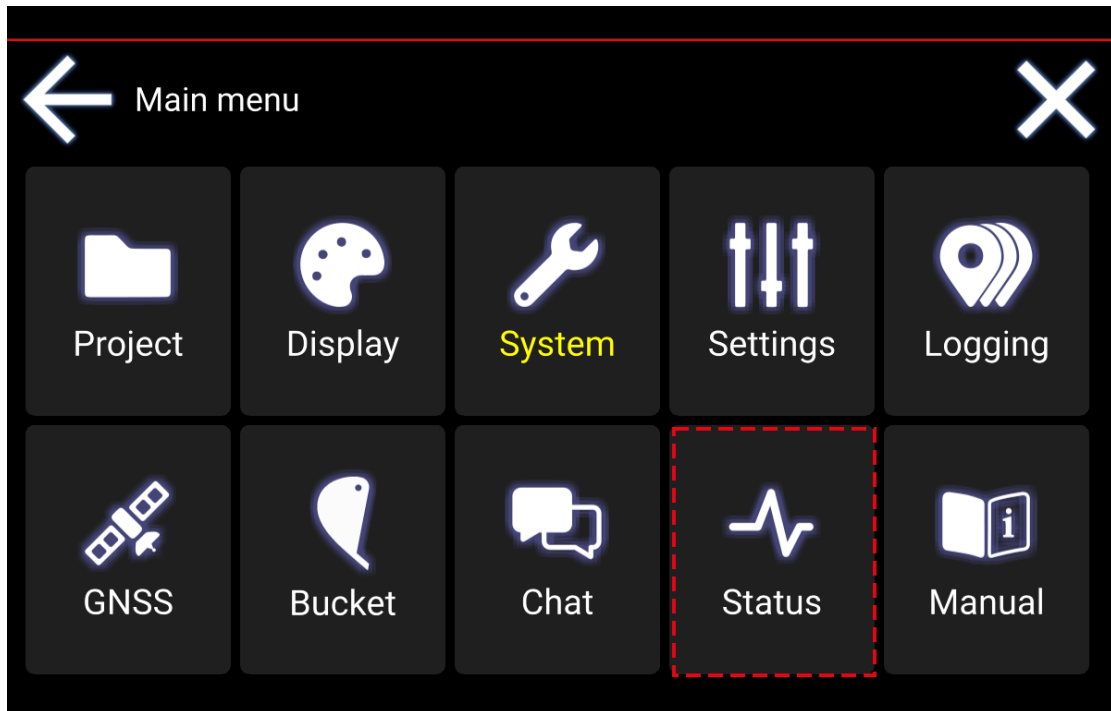 Main menu
Project
Display
System
Settings
Logging
GNSS
Bucket
Chat
i
Status
Manual